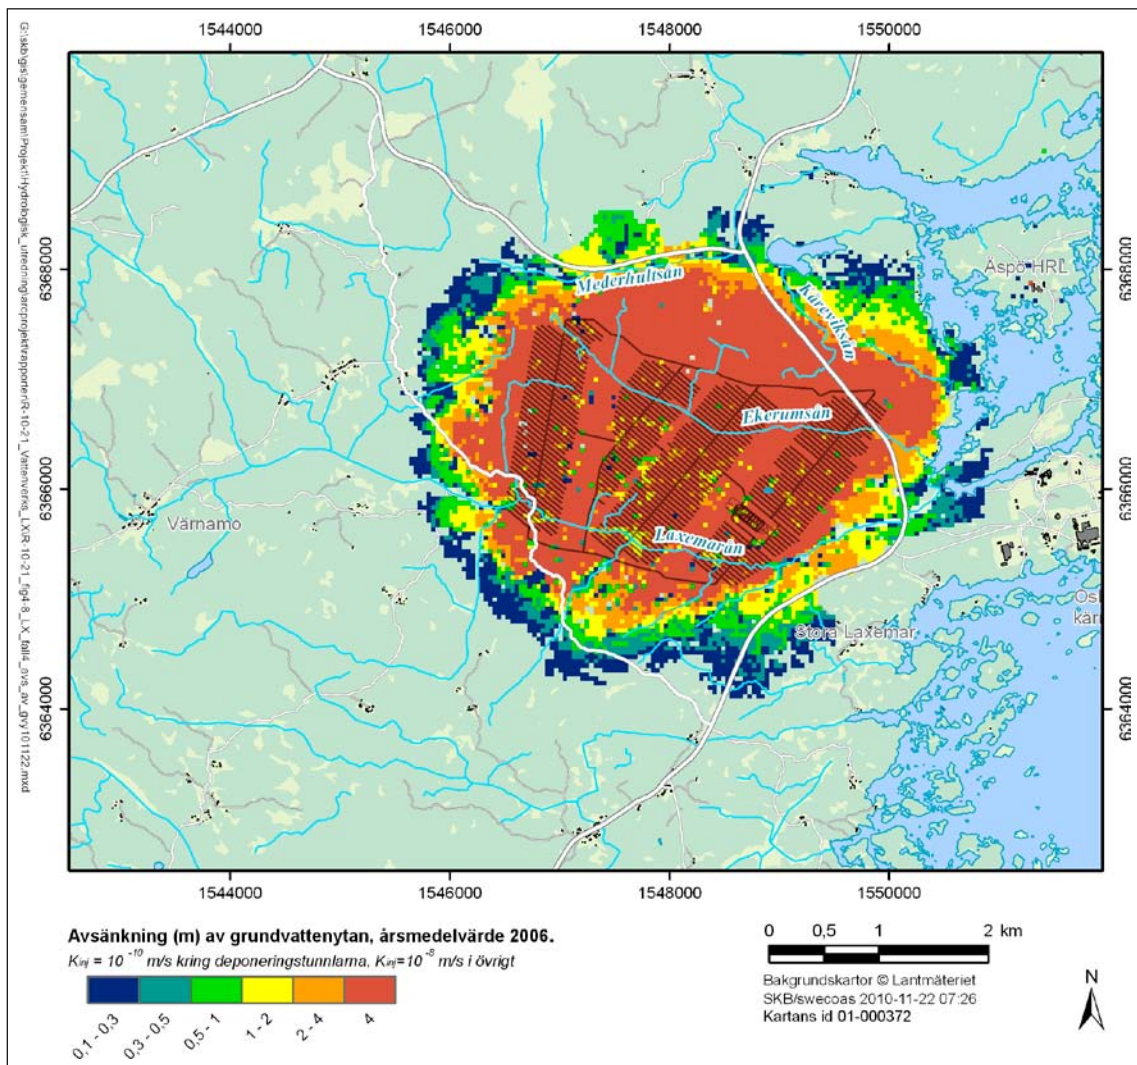 1544000 1546000 1548000 1550000
6368000 6368000
6366000 6366000
6364000 6364000
Mederhultsån
Kåreviksån
Äspö HRL
Ekerumsån
Laxemarån
Värnamo
Stora Laxemar
1544000 1546000 1548000 1550000
Avsänkning (m) av grundvattenytan, årsmedelvärde 2006.
Kinj = 10 -10 m/s kring deponeringstunnlarna, Kinj=10 -8 m/s i övrigt
0,1 - 0,3
0,3 - 0,5
0,5 - 1
1 - 2
2 - 4
4
0 0,5 1 2 km
Bakgrundskartor © Lantmäteriet
SKB/swecoas 2010-11-22 07:26
Kartans id 01-000372
N